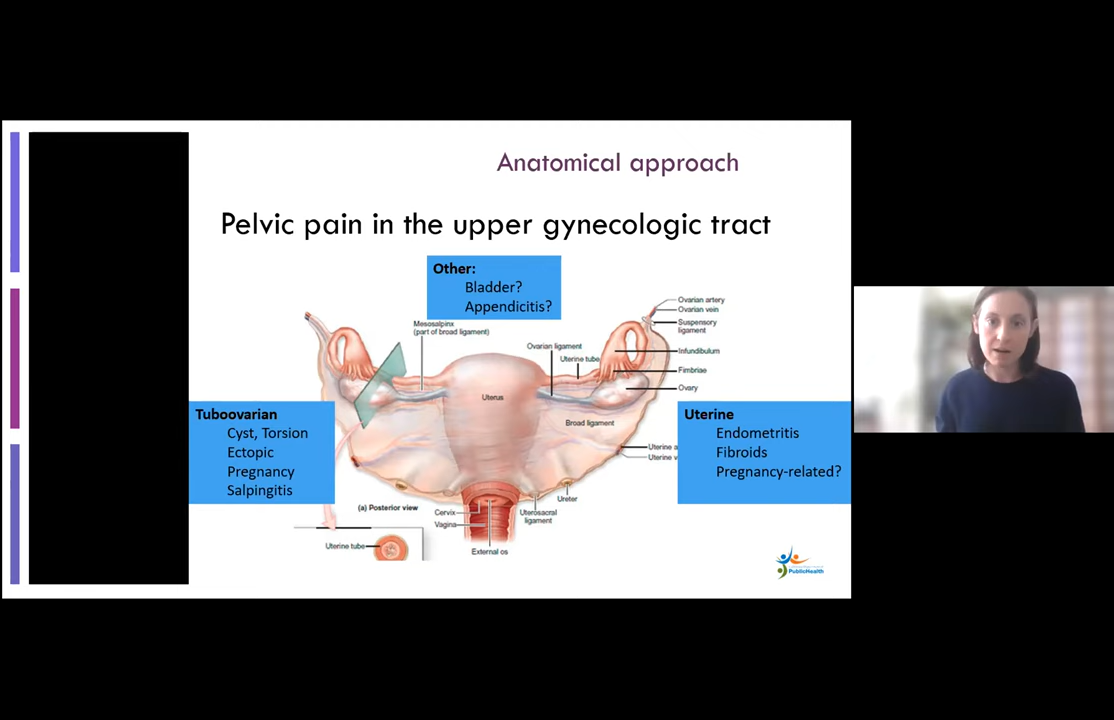 Anatomical approach
Pelvic pain in the upper gynecologic tract
Other:
Bladder?
Appendicitis?
Mesosalpinx
(part of broad ligament)
Ovarian ligament
Uterine tube
Ovarian artery
Ovarian vein
Suspensory
ligament
Infundibulum
Fimbriae
Ovary
Uterus
Broad ligament
Tuboovarian
Cyst, Torsion
Ectopic
Pregnancy
Salpingitis
Uterine
Endometritis
Fibroids
Pregnancy-related?
Uterine a
Uterine v
Ureter
Uterosacral
ligament
(a) Posterior view
Cervix
Vagina
External os
Uterine tube
PublicHealth